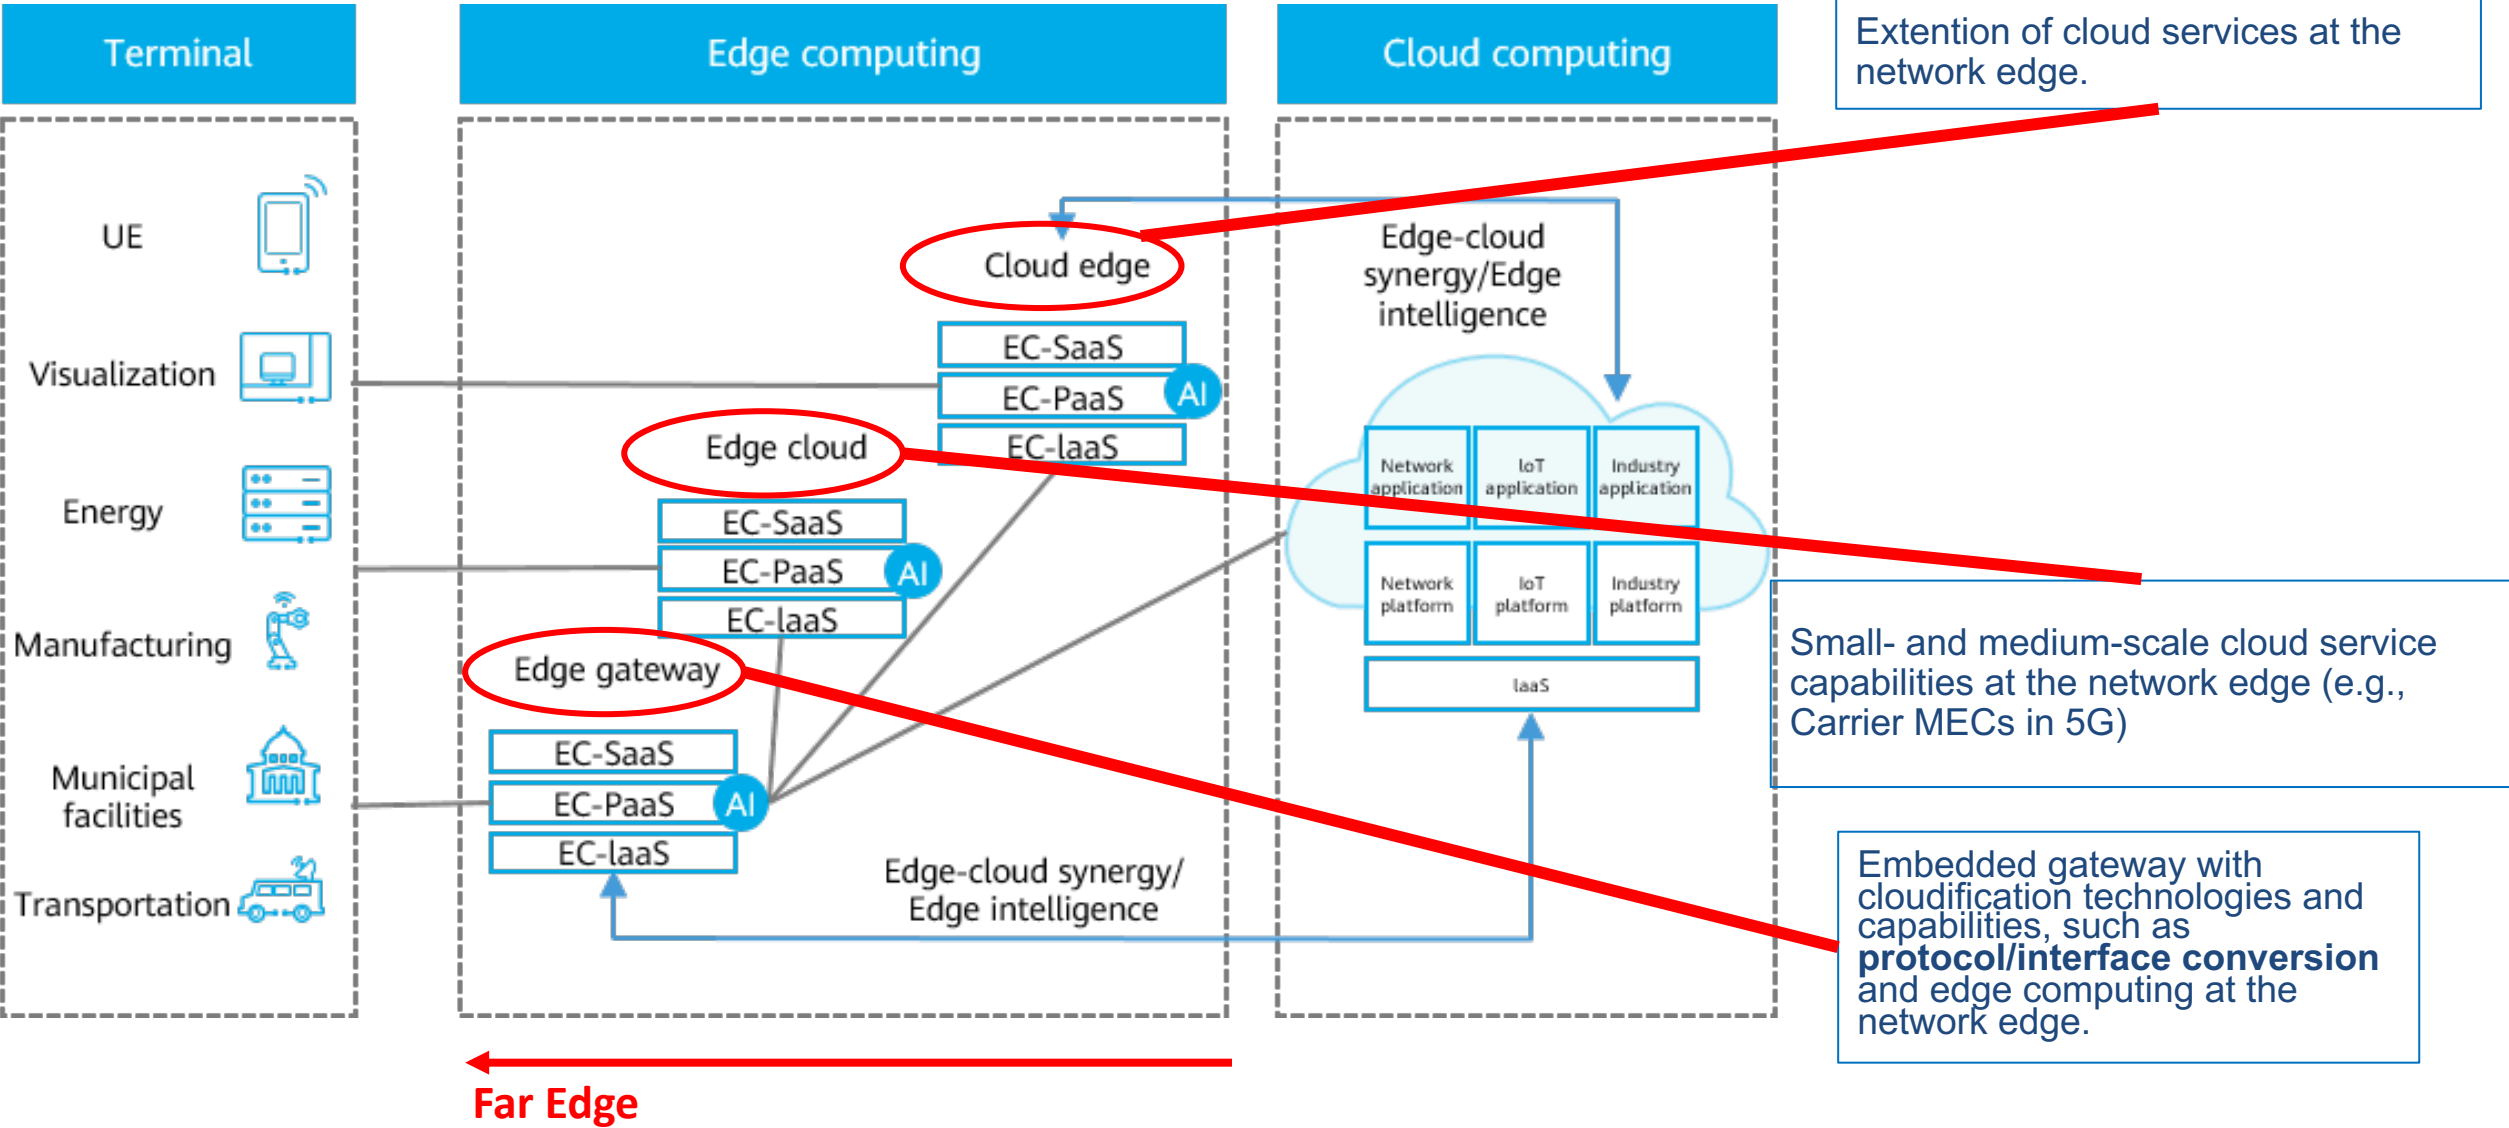 Terminal
Edge computing
Cloud computing
Extention of cloud services at the
network edge.
UE
Visualization
Energy
Manufacturing
Municipal
facilities
Transportation
Cloud edge
EC-SaaS
EC-PaaS
AI
EC-laaS
Edge cloud
EC-SaaS
EC-PaaS
AI
EC-laaS
Edge gateway
EC-SaaS
EC-PaaS
AI
EC-laaS
Edge-cloud synergy/
Edge intelligence
Edge-cloud
synergy/Edge
intelligence
Network
application
IoT
application
Industry
application
Network
platform
IoT
platform
Industry
platform
laaS
Small- and medium-scale cloud service
capabilities at the network edge (e.g.,
Carrier MECs in 5G)
Embedded gateway with
cloudification technologies and
capabilities, such as
protocol/interface conversion
and edge computing at the
network edge.
Far Edge